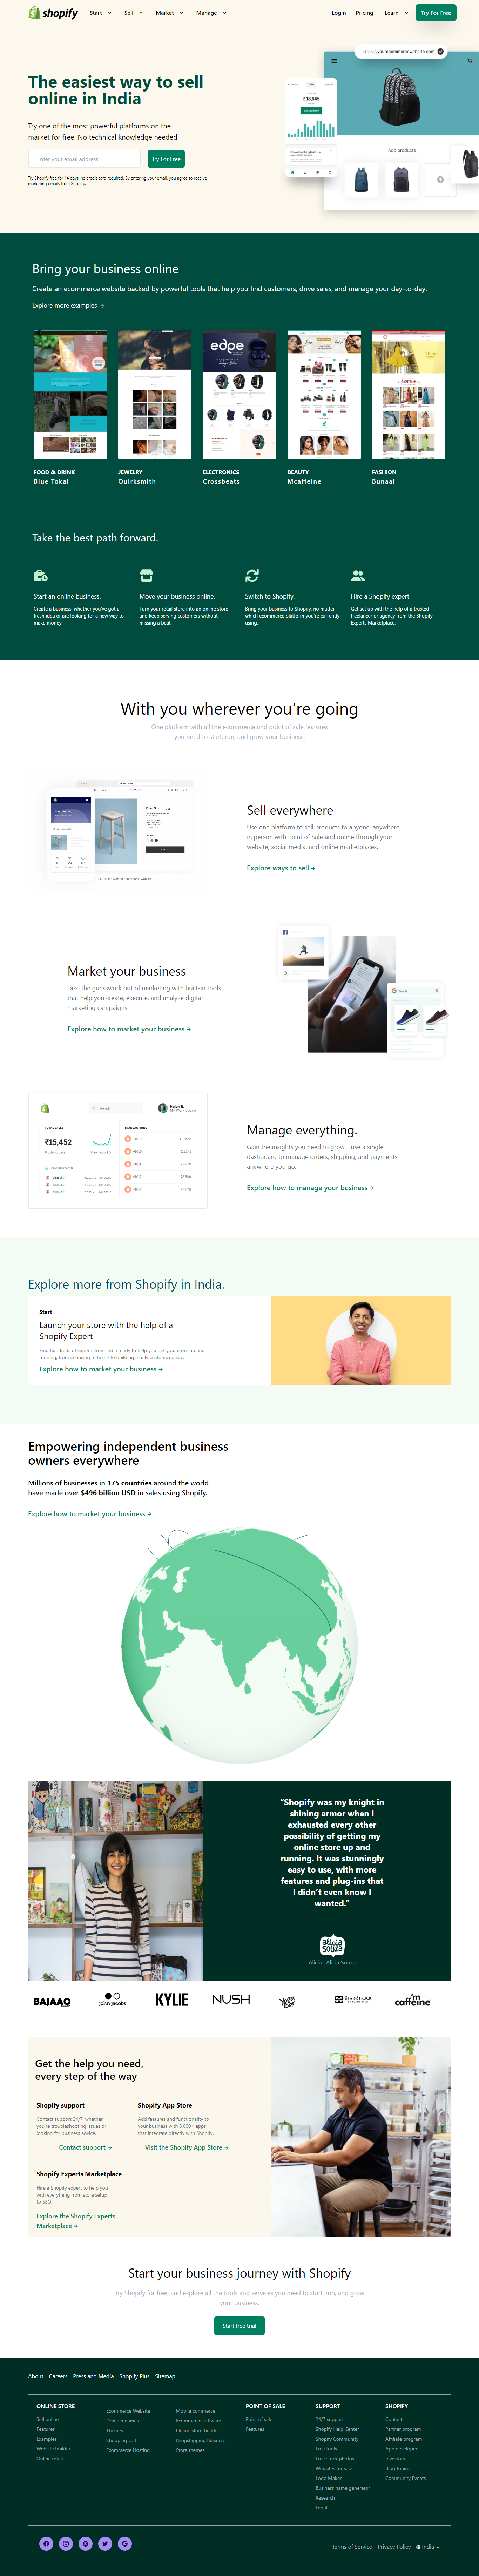 shopify Start Sell Market Manage Login Pricing Learn Try For Free
https://yourecommercewebsite.com
The easiest way to sell
online in India
Try one of the most powerful platforms on the
market for free. No technical knowledge needed.
Enter your email address Try For Free
Try Shopify free for 14 days, no credit card required. By entering your email, you agree to receive
marketing emails from Shopify.
₹ 18,645
Add products
Bring your business online
Create an ecommerce website backed by powerful tools that help you find customers, drive sales, and manage your day-to-day.
Explore more examples →
edpe
FOOD & DRINK
Blue Tokai
JEWELRY
Quirksmith
ELECTRONICS
Crossbeats
BEAUTY
Mcaffeine
FASHION
Bunaai
Take the best path forward.
Start an online business.
Create a business, whether you've got a
fresh idea or are looking for a new way to
make money
Move your business online.
Turn your retail store into an online store
and keep serving customers without
missing a beat.
Switch to Shopify.
Bring your business to Shopify, no matter
which ecommerce platform you're currently
using.
Hire a Shopify expert.
Get set up with the help of a trusted
freelancer or agency from the Shopify
Experts Marketplace.
With you wherever you're going
One platform with all the ecommerce and point of sale features
you need to start, run, and grow your business.
Sell everywhere
Use one platform to sell products to anyone, anywhere
in person with Point of Sale and online through your
website, social media, and online marketplaces.
Explore ways to sell →
Market your business
Take the guesswork out of marketing with built-in tools
that help you create, execute, and analyze digital
marketing campaigns.
Explore how to market your business →
Search
Helen B.
TOTAL SALES
₹15,452
TRANSACTIONS
Manage everything.
Gain the insights you need to grow—use a single
dashboard to manage orders, shipping, and payments
anywhere you go.
Explore how to manage your business →
Explore more from Shopify in India.
Start
Launch your store with the help of a
Shopify Expert
Find hundreds of experts from India ready to help you get your store up and
running, from choosing a theme to building a fully customized site.
Explore how to market your business →
Empowering independent business
owners everywhere
Millions of businesses in 175 countries around the world
have made over $496 billion USD in sales using Shopify.
Explore how to market your business →
“Shopify was my knight in
shining armor when I
exhausted every other
possibility of getting my
online store up and
running. It was stunningly
easy to use, with more
features and plug-ins that
I didn’t even know I
wanted.”
alicia
souza
Alicia | Alicia Souza
BAJAAO john jacobs KYLIE NUSH Yoga Bar mcaffeine
Get the help you need,
every step of the way
Shopify support
Contact support 24/7, whether
you're troubleshooting issues or
looking for business advice.
Contact support →
Shopify App Store
Add features and functionality to
your business with 6,000+ apps
that integrate directly with Shopify.
Visit the Shopify App Store →
Shopify Experts Marketplace
Hire a Shopify expert to help you
with everything from store setup
to SEO.
Explore the Shopify Experts
Marketplace →
Start your business journey with Shopify
Try Shopify for free, and explore all the tools and services you need to start, run, and grow
your business.
Start free trial
About Careers Press and Media Shopify Plus Sitemap
ONLINE STORE
Sell online
Features
Examples
Website builder
Online retail
Ecommerce Website
Domain names
Themes
Shopping cart
Ecommerce Hosting
Mobile commerce
Ecommerce software
Online store builder
Dropshipping Business
Store themes
POINT OF SALE
Point of sale
Features
SUPPORT
24/7 support
Shopify Help Center
Shopify Community
Free tools
Free stock photos
Websites for sale
Logo Maker
Business name generator
Research
Legal
SHOPIFY
Contact
Partner program
Affiliate program
App developers
Investors
Blog topics
Community Events
Terms of Service Privacy Policy India